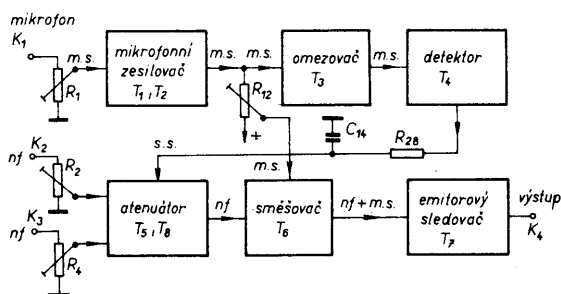 mikrofon
K1
R1
m.s.
mikrofonní
zesilovač
T1, T2
m.s.
m.s.
R12
+
omezovač
T3
m.s.
detektor
T4
C14
R28
s.s.
m.s.
K2
nf
R2
K3
nf
R4
atenuátor
T5, T8
nf
směšovač
T6
nf + m.s.
emitorový
sledovač
T7
výstup
K4